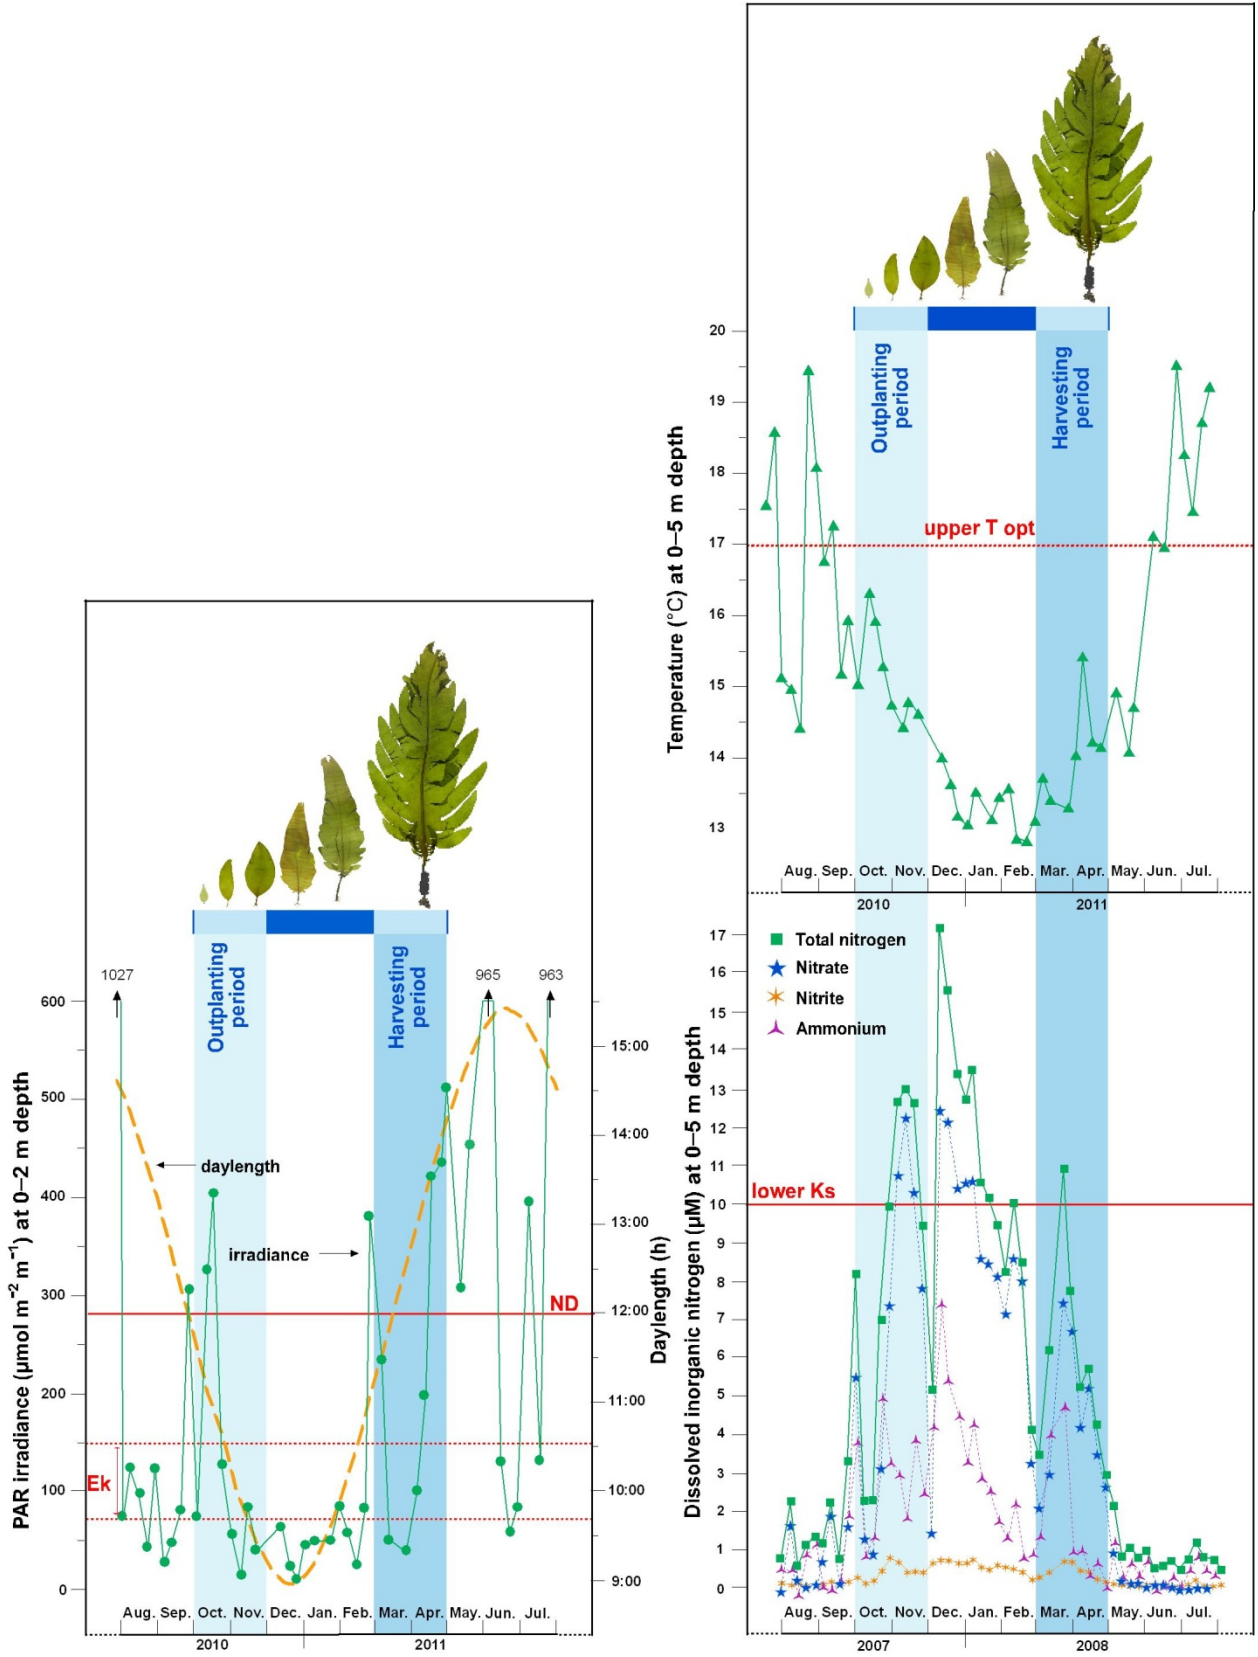 20
19
18
17
16
15
14
13
Temperature (°C) at 0–5 m depth
Outplanting
period
Harvesting
period
upper T opt
Aug. Sep. Oct. Nov. Dec. Jan. Feb. Mar. Apr. May. Jun. Jul.
2010 2011
1027
965
963
600
500
400
300
200
100
0
PAR irradiance (μmol m⁻² m⁻¹) at 0–2 m depth
Outplanting
period
Harvesting
period
daylength
irradiance
ND
Ek
15:00
14:00
13:00
12:00
11:00
10:00
9:00
Daylength (h)
Aug. Sep. Oct. Nov. Dec. Jan. Feb. Mar. Apr. May. Jun. Jul.
2010 2011
17
16
15
14
13
12
11
10
9
8
7
6
5
4
3
2
1
0
Dissolved inorganic nitrogen (μM) at 0–5 m depth
Total nitrogen
Nitrate
Nitrite
Ammonium
lower Ks
Aug. Sep. Oct. Nov. Dec. Jan. Feb. Mar. Apr. May. Jun. Jul.
2007 2008